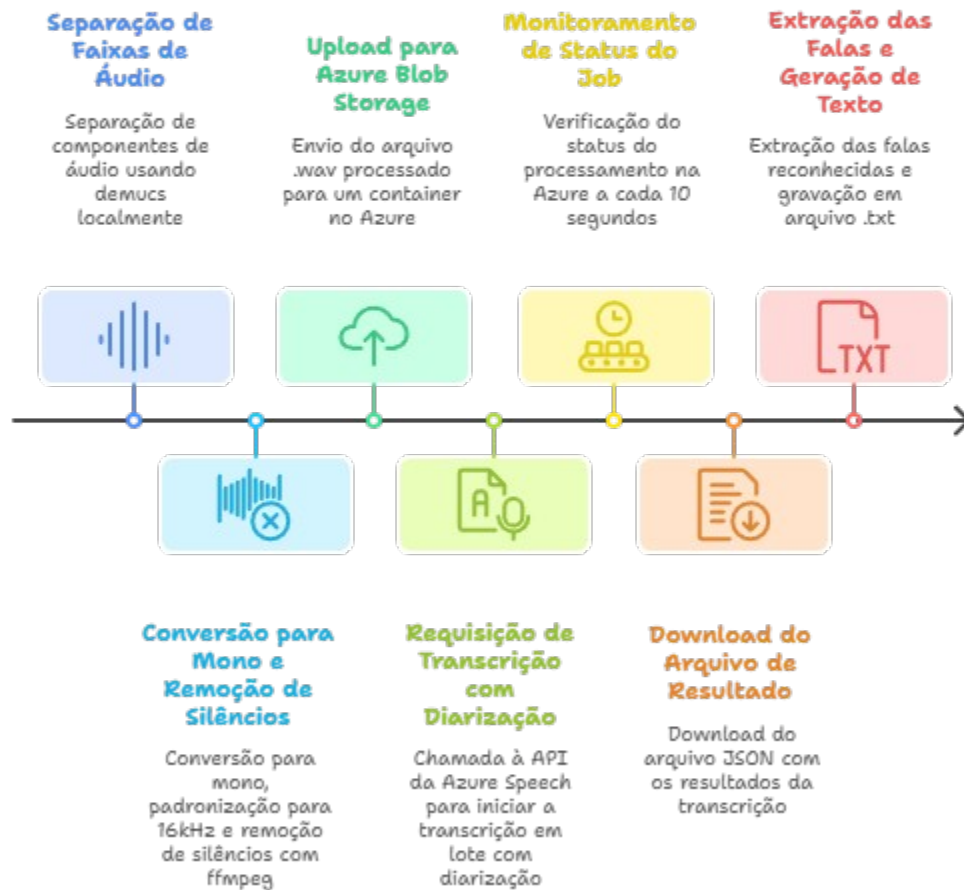 Separação de
Faixas de
Áudio
Separação de
componentes de
áudio usando
demucs
localmente
Upload para
Azure Blob
Storage
Envio do arquivo
.wav processado
para um container
no Azure
Monitoramento
de Status do
Job
Verificação do
status do
processamento na
Azure a cada 10
segundos
Extração das
Falas e
Geração de
Texto
Extração das falas
reconhecidas e
gravação em
arquivo .txt
A
TXT
Conversão para
Mono e
Remoção de
Silêncios
Conversão para
mono,
padronização para
16kHz e remoção
de silêncios com
ffmpeg
Requisição de
Transcrição
com
Diarização
Chamada à API
da Azure Speech
para iniciar a
transcrição em
lote com
diarização
Download do
Arquivo de
Resultado
Download do
arquivo JSON com
os resultados da
transcrição